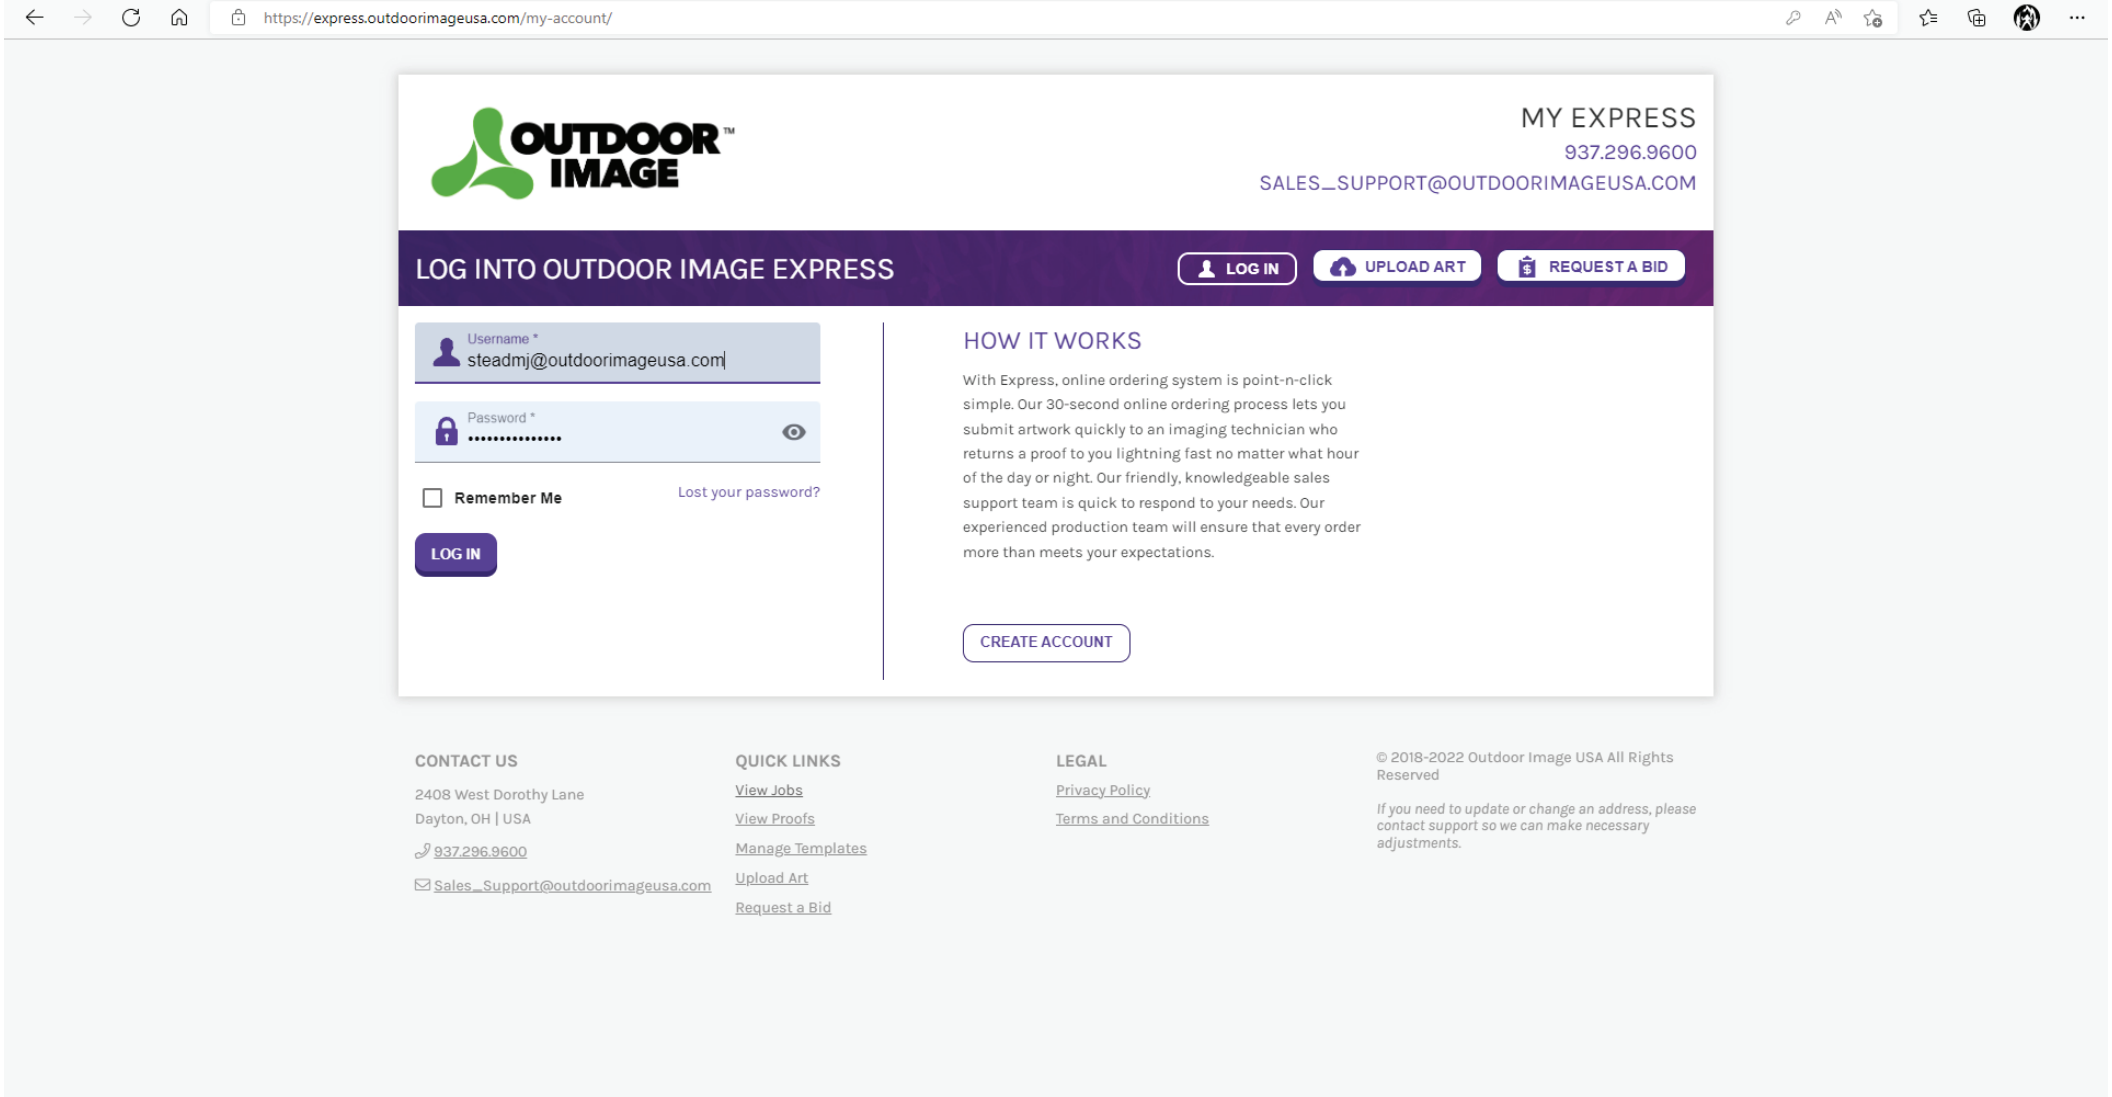 https://express.outdoorimageusa.com/my-account/
OUTDOOR™
IMAGE
MY EXPRESS
937.296.9600
SALES_SUPPORT@OUTDOORIMAGEUSA.COM
LOG INTO OUTDOOR IMAGE EXPRESS
LOG IN
UPLOAD ART
REQUEST A BID
Username *
steadmj@outdoorimageusa.com
Password *
•••••••••••••••
Remember Me
Lost your password?
LOG IN
HOW IT WORKS
With Express, online ordering system is point-n-click
simple. Our 30-second online ordering process lets you
submit artwork quickly to an imaging technician who
returns a proof to you lightning fast no matter what hour
of the day or night. Our friendly, knowledgeable sales
support team is quick to respond to your needs. Our
experienced production team will ensure that every order
more than meets your expectations.
CREATE ACCOUNT
CONTACT US
2408 West Dorothy Lane
Dayton, OH | USA
937.296.9600
Sales_Support@outdoorimageusa.com
QUICK LINKS
View Jobs
View Proofs
Manage Templates
Upload Art
Request a Bid
LEGAL
Privacy Policy
Terms and Conditions
© 2018-2022 Outdoor Image USA All Rights
Reserved
If you need to update or change an address, please
contact support so we can make necessary
adjustments.